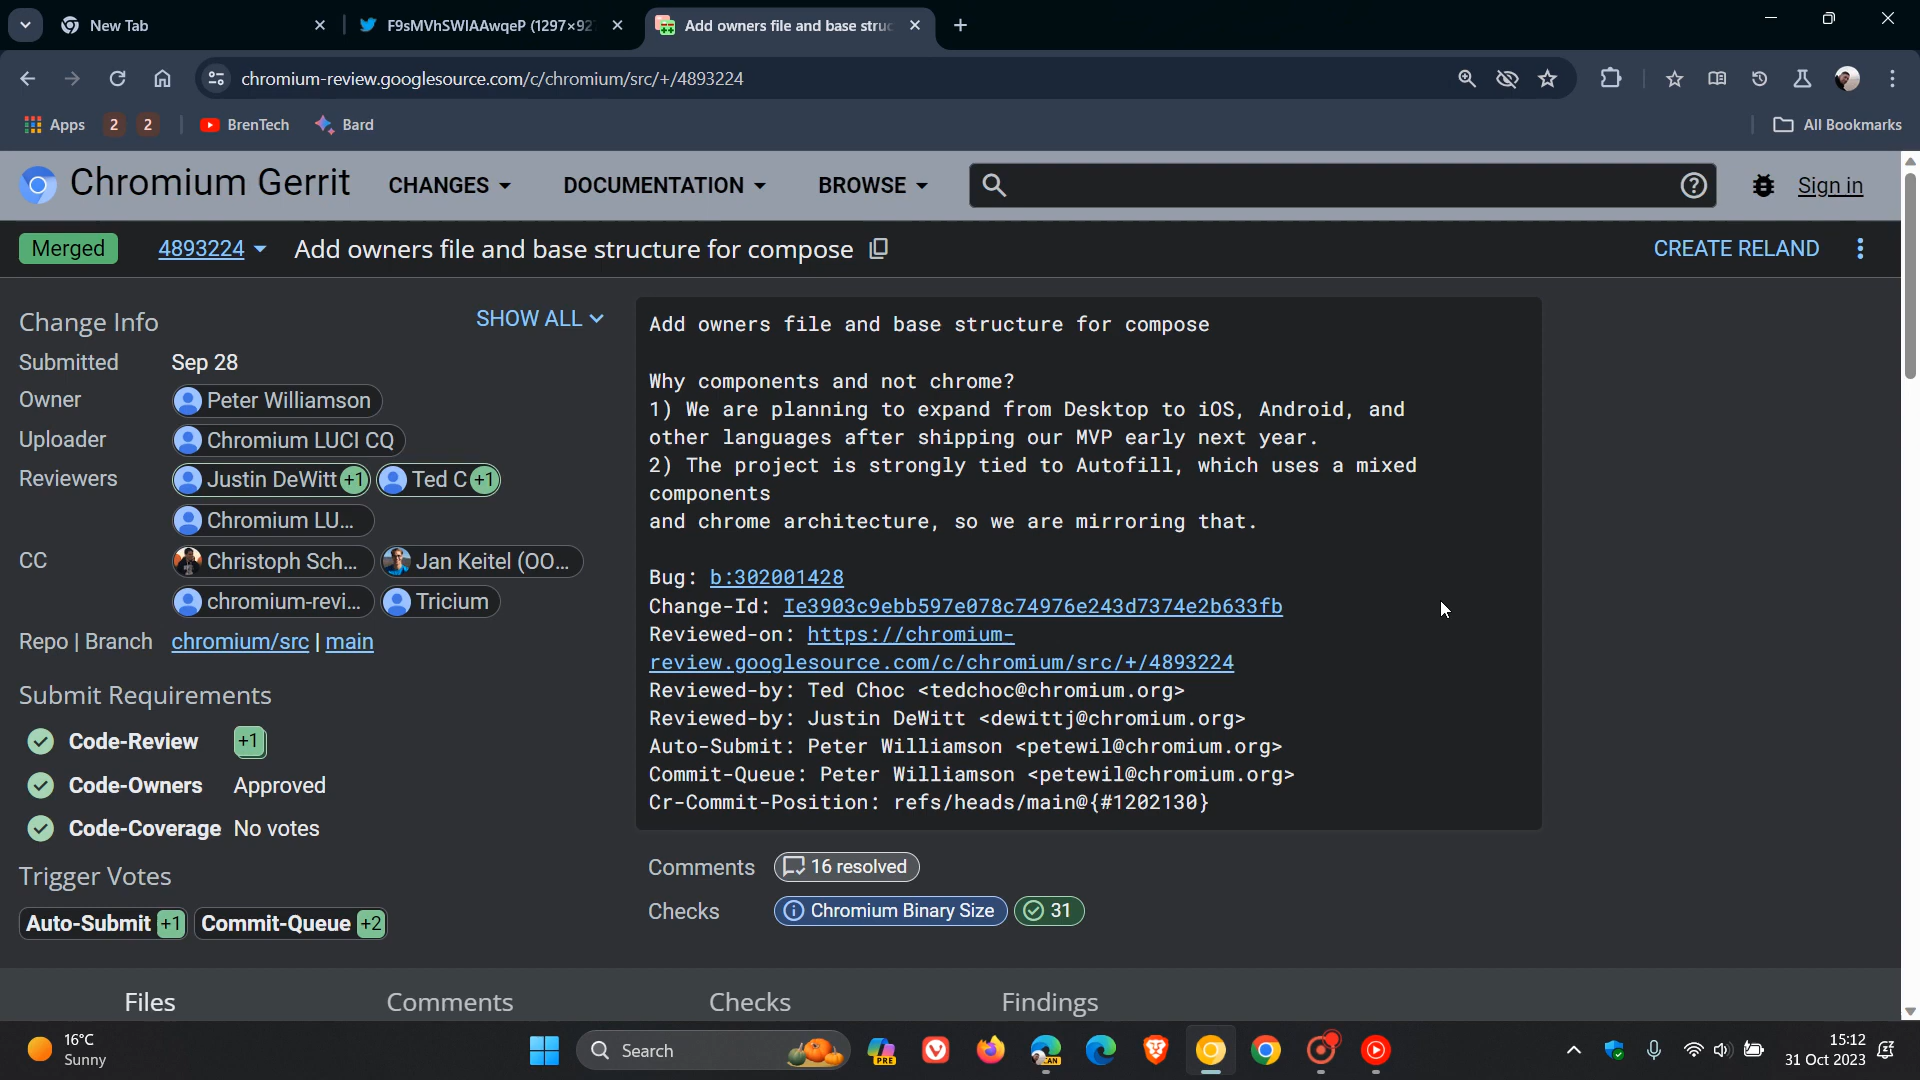 New Tab
F9sMVhSWIAAwqeP (1297×92
Add owners file and base struc
chromium-review.googlesource.com/c/chromium/src/+/4893224
Apps
2
2
BrenTech
Bard
All Bookmarks
Chromium Gerrit
CHANGES
DOCUMENTATION
BROWSE
Sign in
Merged
4893224
Add owners file and base structure for compose
CREATE RELAND
Change Info
SHOW ALL
Submitted
Sep 28
Owner
Peter Williamson
Uploader
Chromium LUCI CQ
Reviewers
Justin DeWitt +1
Ted C +1
Chromium LU...
CC
Christoph Sch...
Jan Keitel (OO...
chromium-revi...
Tricium
Repo | Branch
chromium/src | main
Submit Requirements
Code-Review
+1
Code-Owners
Approved
Code-Coverage
No votes
Trigger Votes
Auto-Submit +1
Commit-Queue +2
Add owners file and base structure for compose
Why components and not chrome?
1) We are planning to expand from Desktop to iOS, Android, and
other languages after shipping our MVP early next year.
2) The project is strongly tied to Autofill, which uses a mixed
components
and chrome architecture, so we are mirroring that.
Bug: b:302001428
Change-Id: Ie3903c9ebb597e078c74976e243d7374e2b633fb
Reviewed-on: https://chromium-
review.googlesource.com/c/chromium/src/+/4893224
Reviewed-by: Ted Choc <tedchoc@chromium.org>
Reviewed-by: Justin DeWitt <dewittj@chromium.org>
Auto-Submit: Peter Williamson <petewil@chromium.org>
Commit-Queue: Peter Williamson <petewil@chromium.org>
Cr-Commit-Position: refs/heads/main@{#1202130}
Comments
16 resolved
Checks
Chromium Binary Size
31
Files
Comments
Checks
Findings
16°C
Sunny
Search
PRE
CAN
15:12
31 Oct 2023